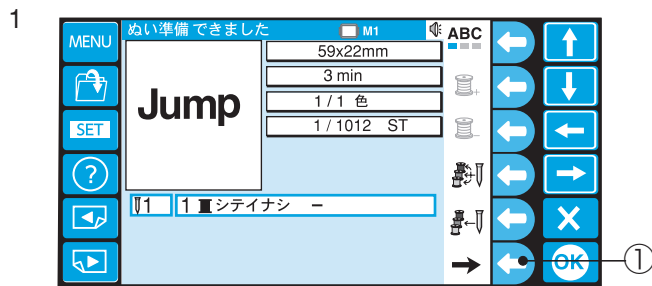 1
MENU
ぬい準備 できました M1
ABC
59x22mm
Jump
3 min
1 / 1 色
SET
1 / 1012 ST
?
1 1 シテイナシ −
OK
①